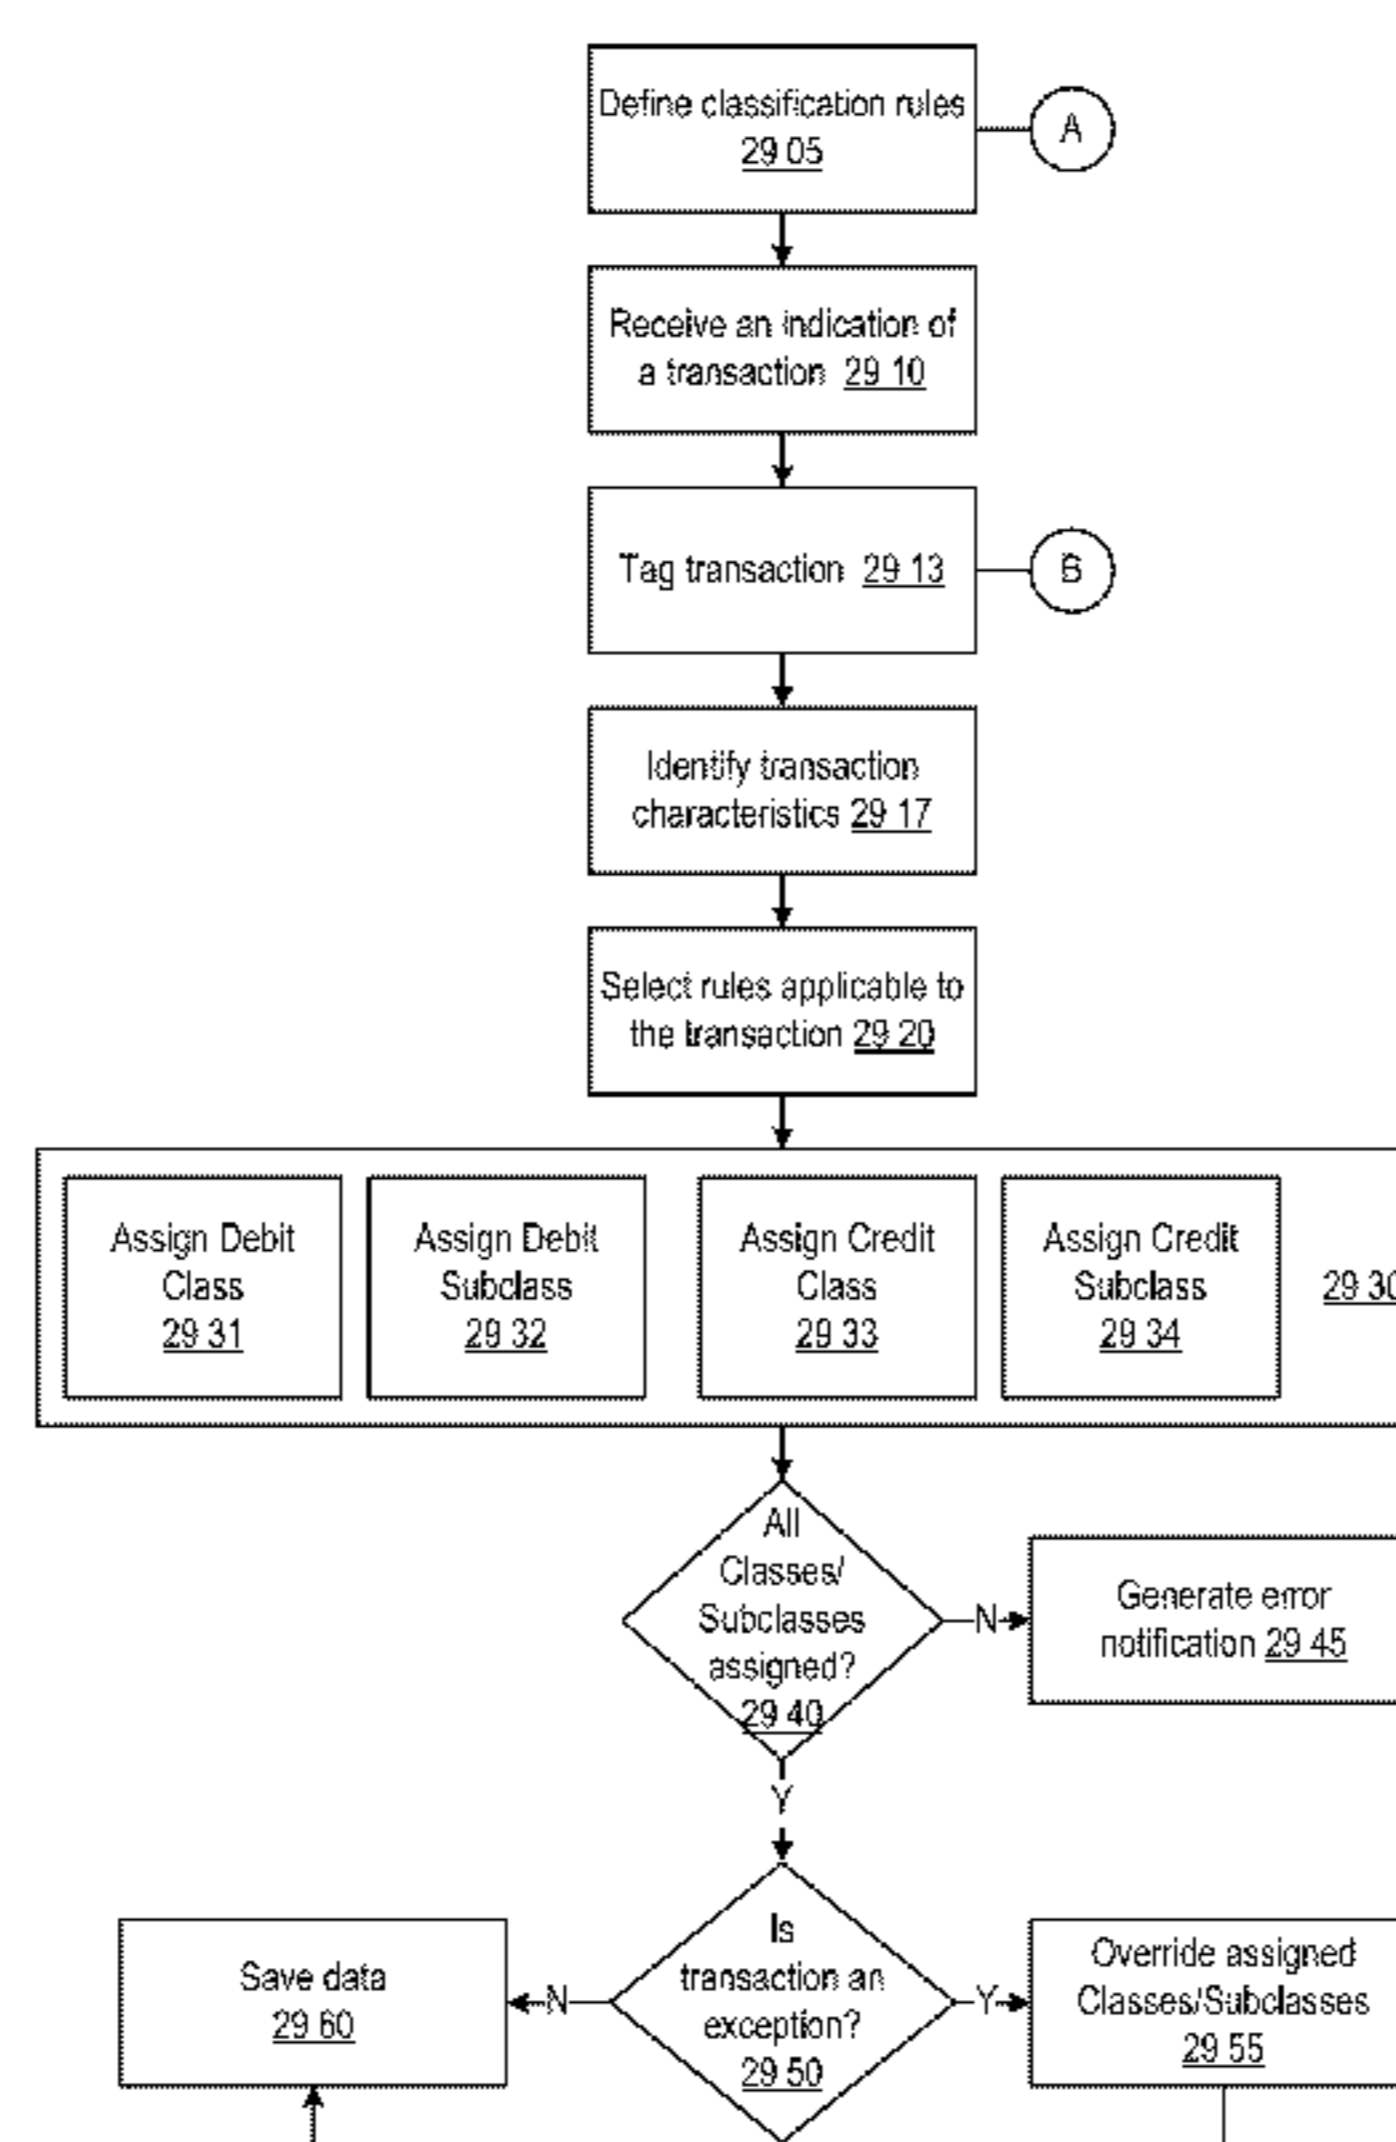 Define classification rules
29 05
A
Receive an indication of
a transaction 29 10
Tag transaction 29 13
B
Identify transaction
characteristics 29 17
Select rules applicable to
the transaction 29 20
Assign Debit
Class
29 31
Assign Debit
Subclass
29 32
Assign Credit
Class
29 33
Assign Credit
Subclass
29 34
29 30
All
Classes/
Subclasses
assigned?
29 40
N
Generate error
notification 29 45
Y
Is
transaction an
exception?
29 50
N
Save data
29 60
Y
Override assigned
Classes/Subclasses
29 55